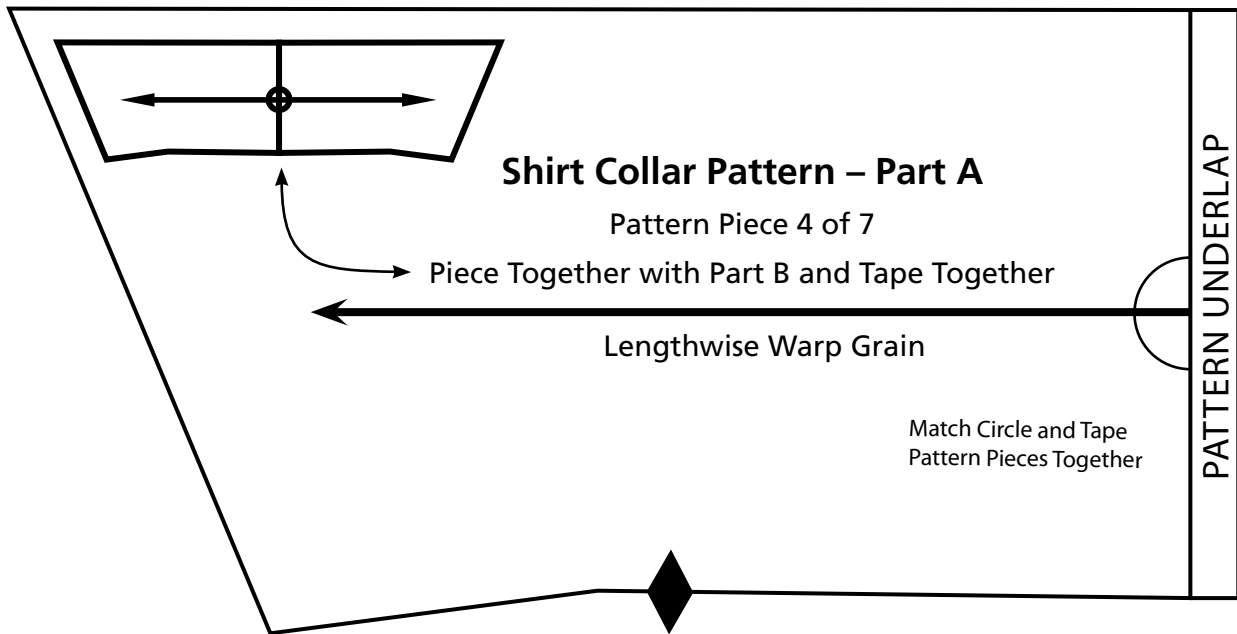 Shirt Collar Pattern – Part A
Pattern Piece 4 of 7
Piece Together with Part B and Tape Together
Lengthwise Warp Grain
Match Circle and Tape
Pattern Pieces Together
PATTERN UNDERLAP